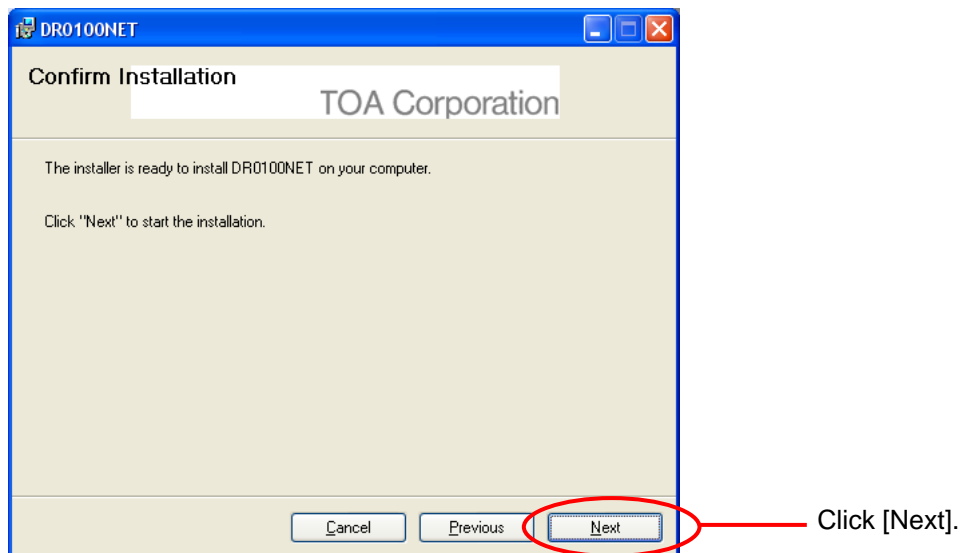 DR0100NET
Confirm Installation
TOA Corporation
The installer is ready to install DR0100NET on your computer.
Click "Next" to start the installation.
Cancel
Previous
Next
Click [Next].